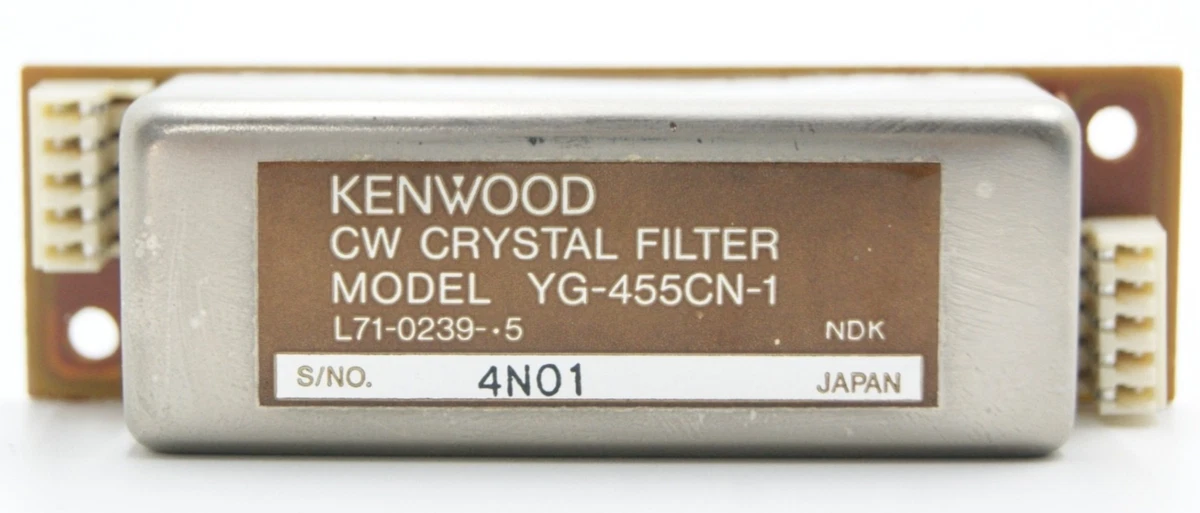 KENWOOD
CW CRYSTAL FILTER
MODEL YG-455CN-1
L71-0239-·5 NDK
S/NO. 4N01 JAPAN